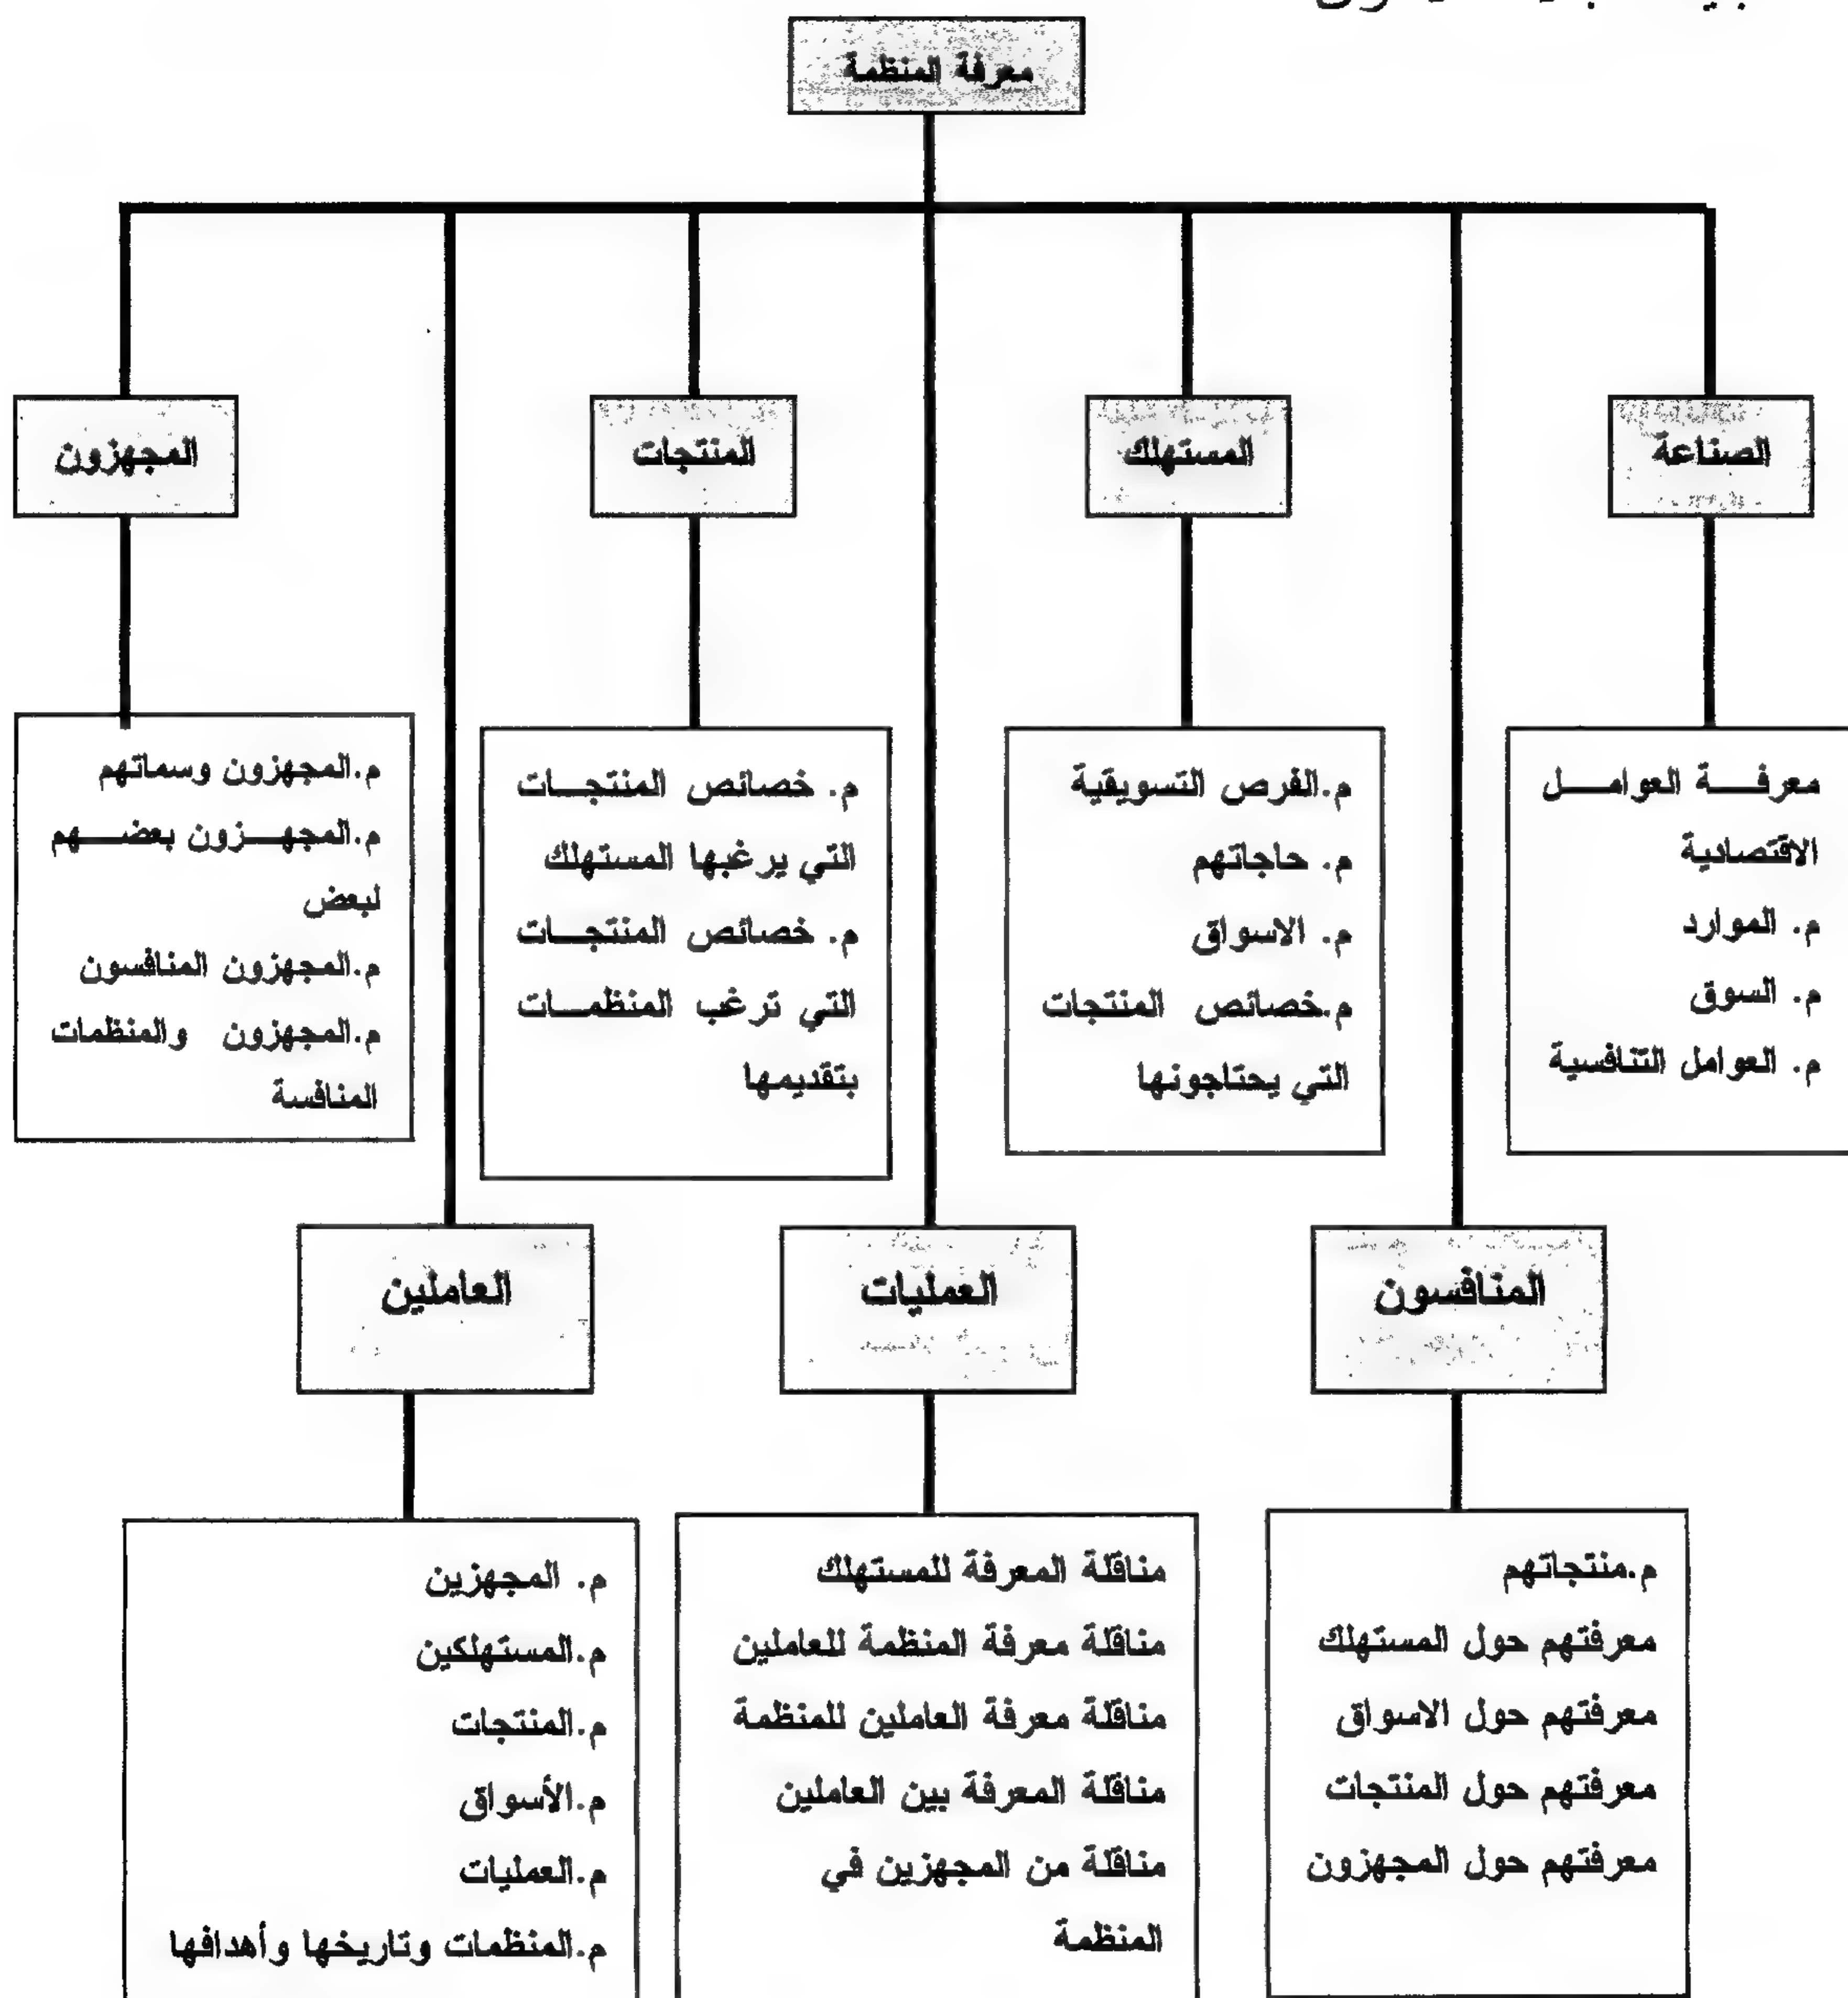 معرفة المنظمة
الصناعة
المستهلك
المنتجات
المجهزون
معرفة العوامل
الاقتصادية
م. الموارد
م. السوق
م. العوامل التنافسية
م.الفرص التسويقية
م. حاجاتهم
م. الاسواق
م.خصائص المنتجات
التي يحتاجونها
م. خصائص المنتجات
التي يرغبها المستهلك
م. خصائص المنتجات
التي ترغب المنظمات
بتقديمها
م.المجهزون وسماتهم
م.المجهزون بعضهم
لبعض
م.المجهزون المنافسون
م.المجهزون والمنظمات
المنافسة
المنافسون
العمليات
العاملين
م.منتجاتهم
معرفتهم حول المستهلك
معرفتهم حول الاسواق
معرفتهم حول المنتجات
معرفتهم حول المجهزون
مناقلة المعرفة للمستهلك
مناقلة معرفة المنظمة للعاملين
مناقلة معرفة العاملين للمنظمة
مناقلة المعرفة بين العاملين
مناقلة من المجهزين في
المنظمة
م. المجهزين
م.المستهلكين
م.المنتجات
م.الأسواق
م.العمليات
م.المنظمات وتاريخها وأهدافها